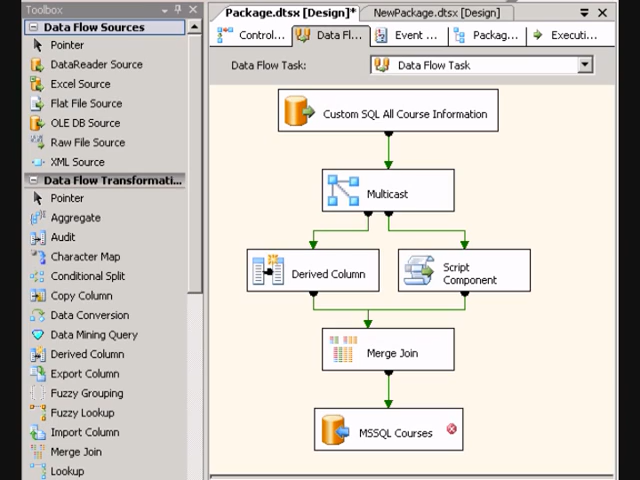 Toolbox
Data Flow Sources
Pointer
DataReader Source
Excel Source
Flat File Source
OLE DB Source
Raw File Source
XML Source
Data Flow Transformati...
Pointer
Aggregate
Audit
Character Map
Conditional Split
Copy Column
Data Conversion
Data Mining Query
Derived Column
Export Column
Fuzzy Grouping
Fuzzy Lookup
Import Column
Merge Join
Lookup
Package.dtsx [Design]* NewPackage.dtsx [Design]
Control... Data Fl... Event ... Packag... Executi...
Data Flow Task: Data Flow Task
Custom SQL All Course Information
Multicast
Derived Column
Script
Component
Merge Join
MSSQL Courses